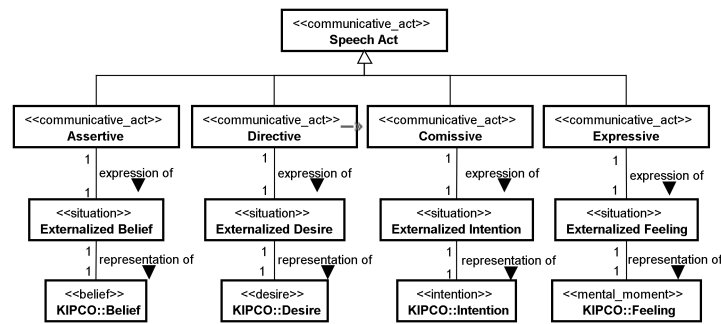 <<communicative_act>>
Speech Act
<<communicative_act>>
Assertive
<<communicative_act>>
Directive
<<communicative_act>>
Comissive
<<communicative_act>>
Expressive
1
expression of
1
1
expression of
1
1
expression of
1
1
expression of
1
<<situation>>
Externalized Belief
<<situation>>
Externalized Desire
<<situation>>
Externalized Intention
<<situation>>
Externalized Feeling
1
representation of
1
1
representation of
1
1
representation of
1
1
representation of
1
<<belief>>
KIPCO::Belief
<<desire>>
KIPCO::Desire
<<intention>>
KIPCO::Intention
<<mental_moment>>
KIPCO::Feeling